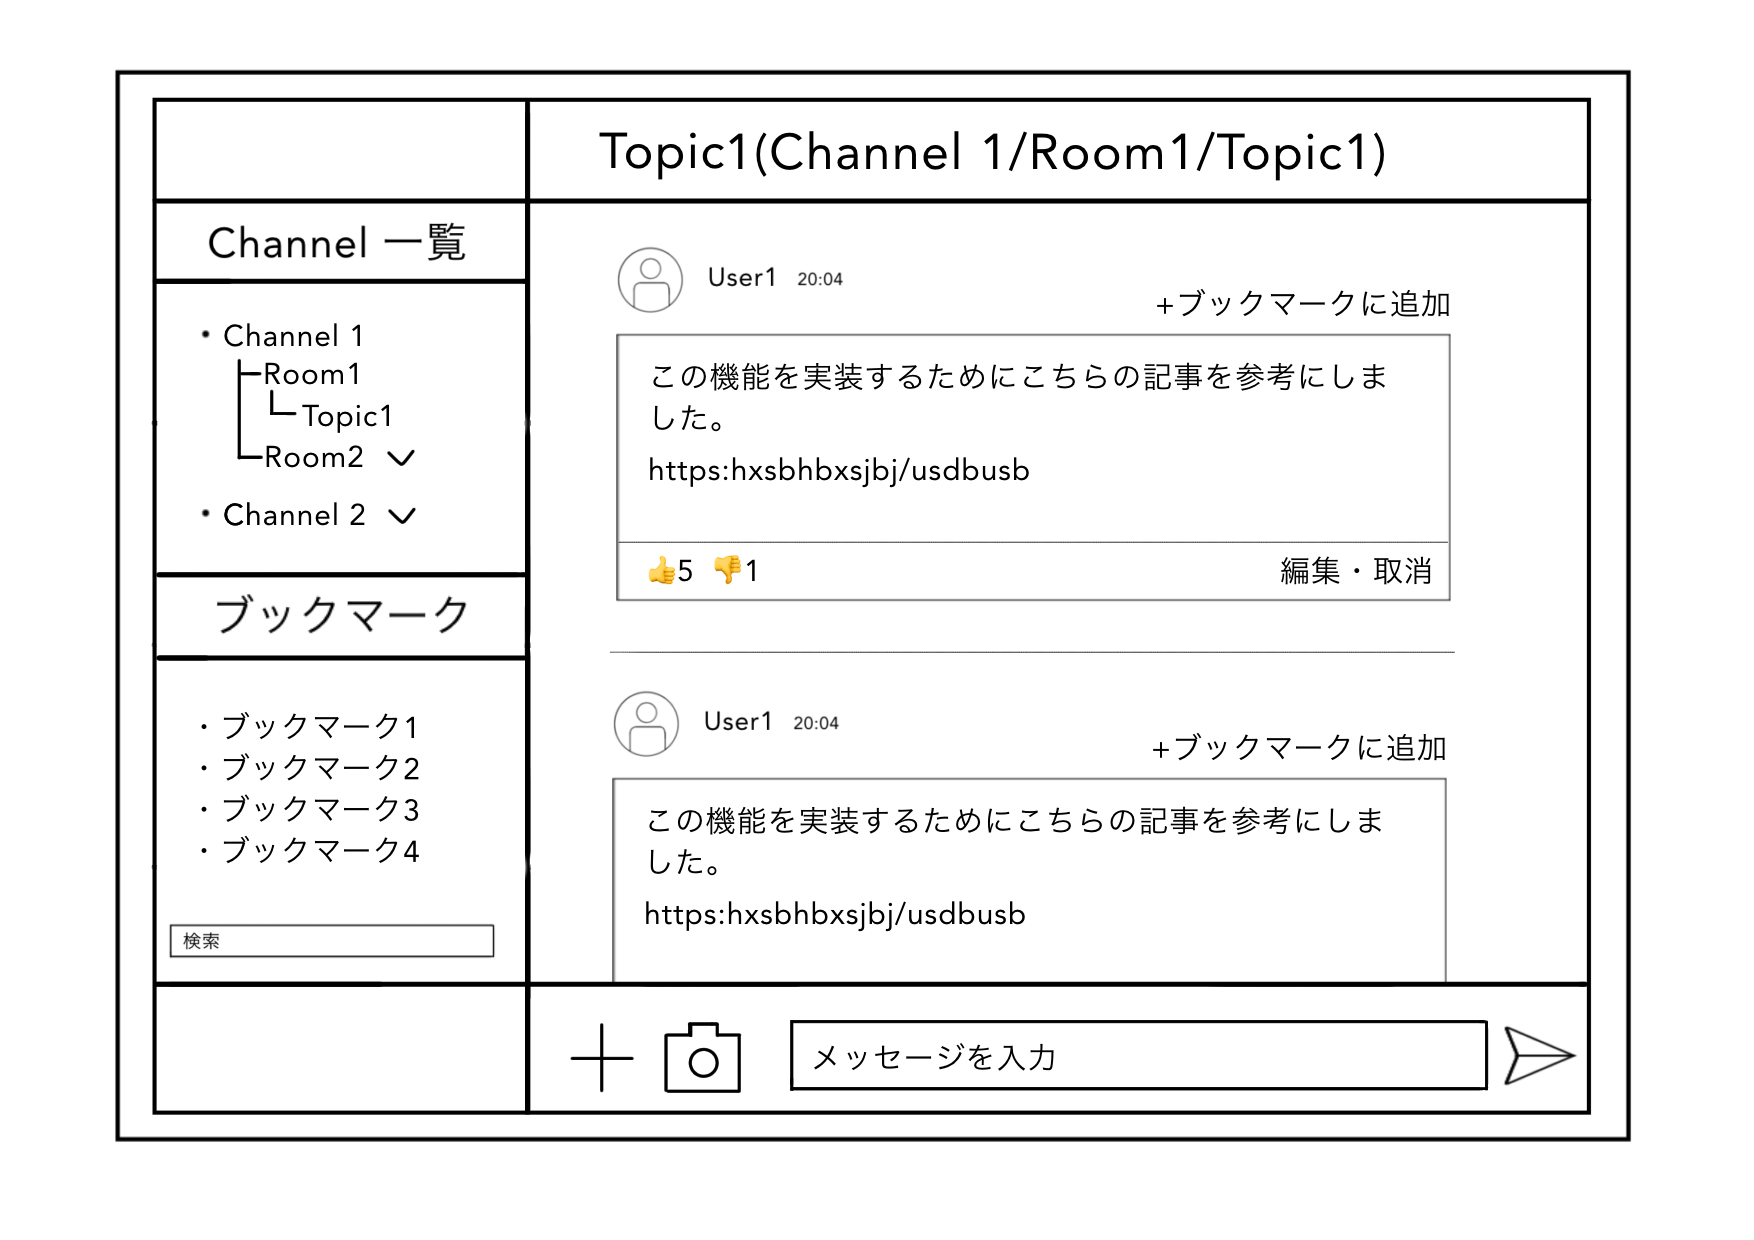 Topic1(Channel 1/Room1/Topic1)
Channel 一覧
・Channel 1
Room1
Topic1
Room2
・Channel 2
ブックマーク
・ブックマーク1
・ブックマーク2
・ブックマーク3
・ブックマーク4
検索
User1 20:04
+ブックマークに追加
この機能を実装するためにこちらの記事を参考にしま
した。
https:hxsbhbxsjbj/usdbusb
👍5 👎1 編集・取消
User1 20:04
+ブックマークに追加
この機能を実装するためにこちらの記事を参考にしま
した。
https:hxsbhbxsjbj/usdbusb
メッセージを入力